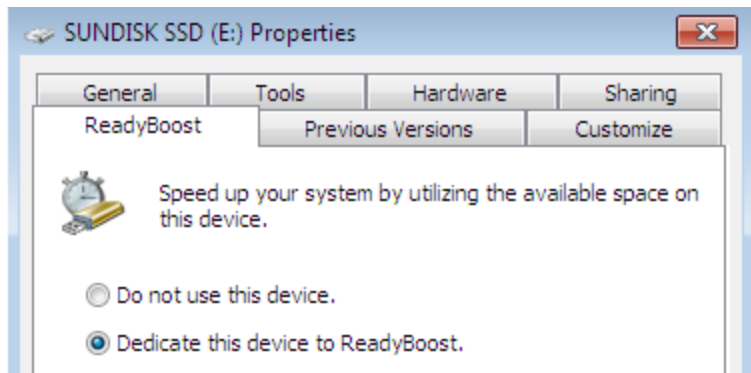 SUNDISK SSD (E:) Properties
General Tools Hardware Sharing
ReadyBoost Previous Versions Customize
Speed up your system by utilizing the available space on
this device.
Do not use this device.
Dedicate this device to ReadyBoost.